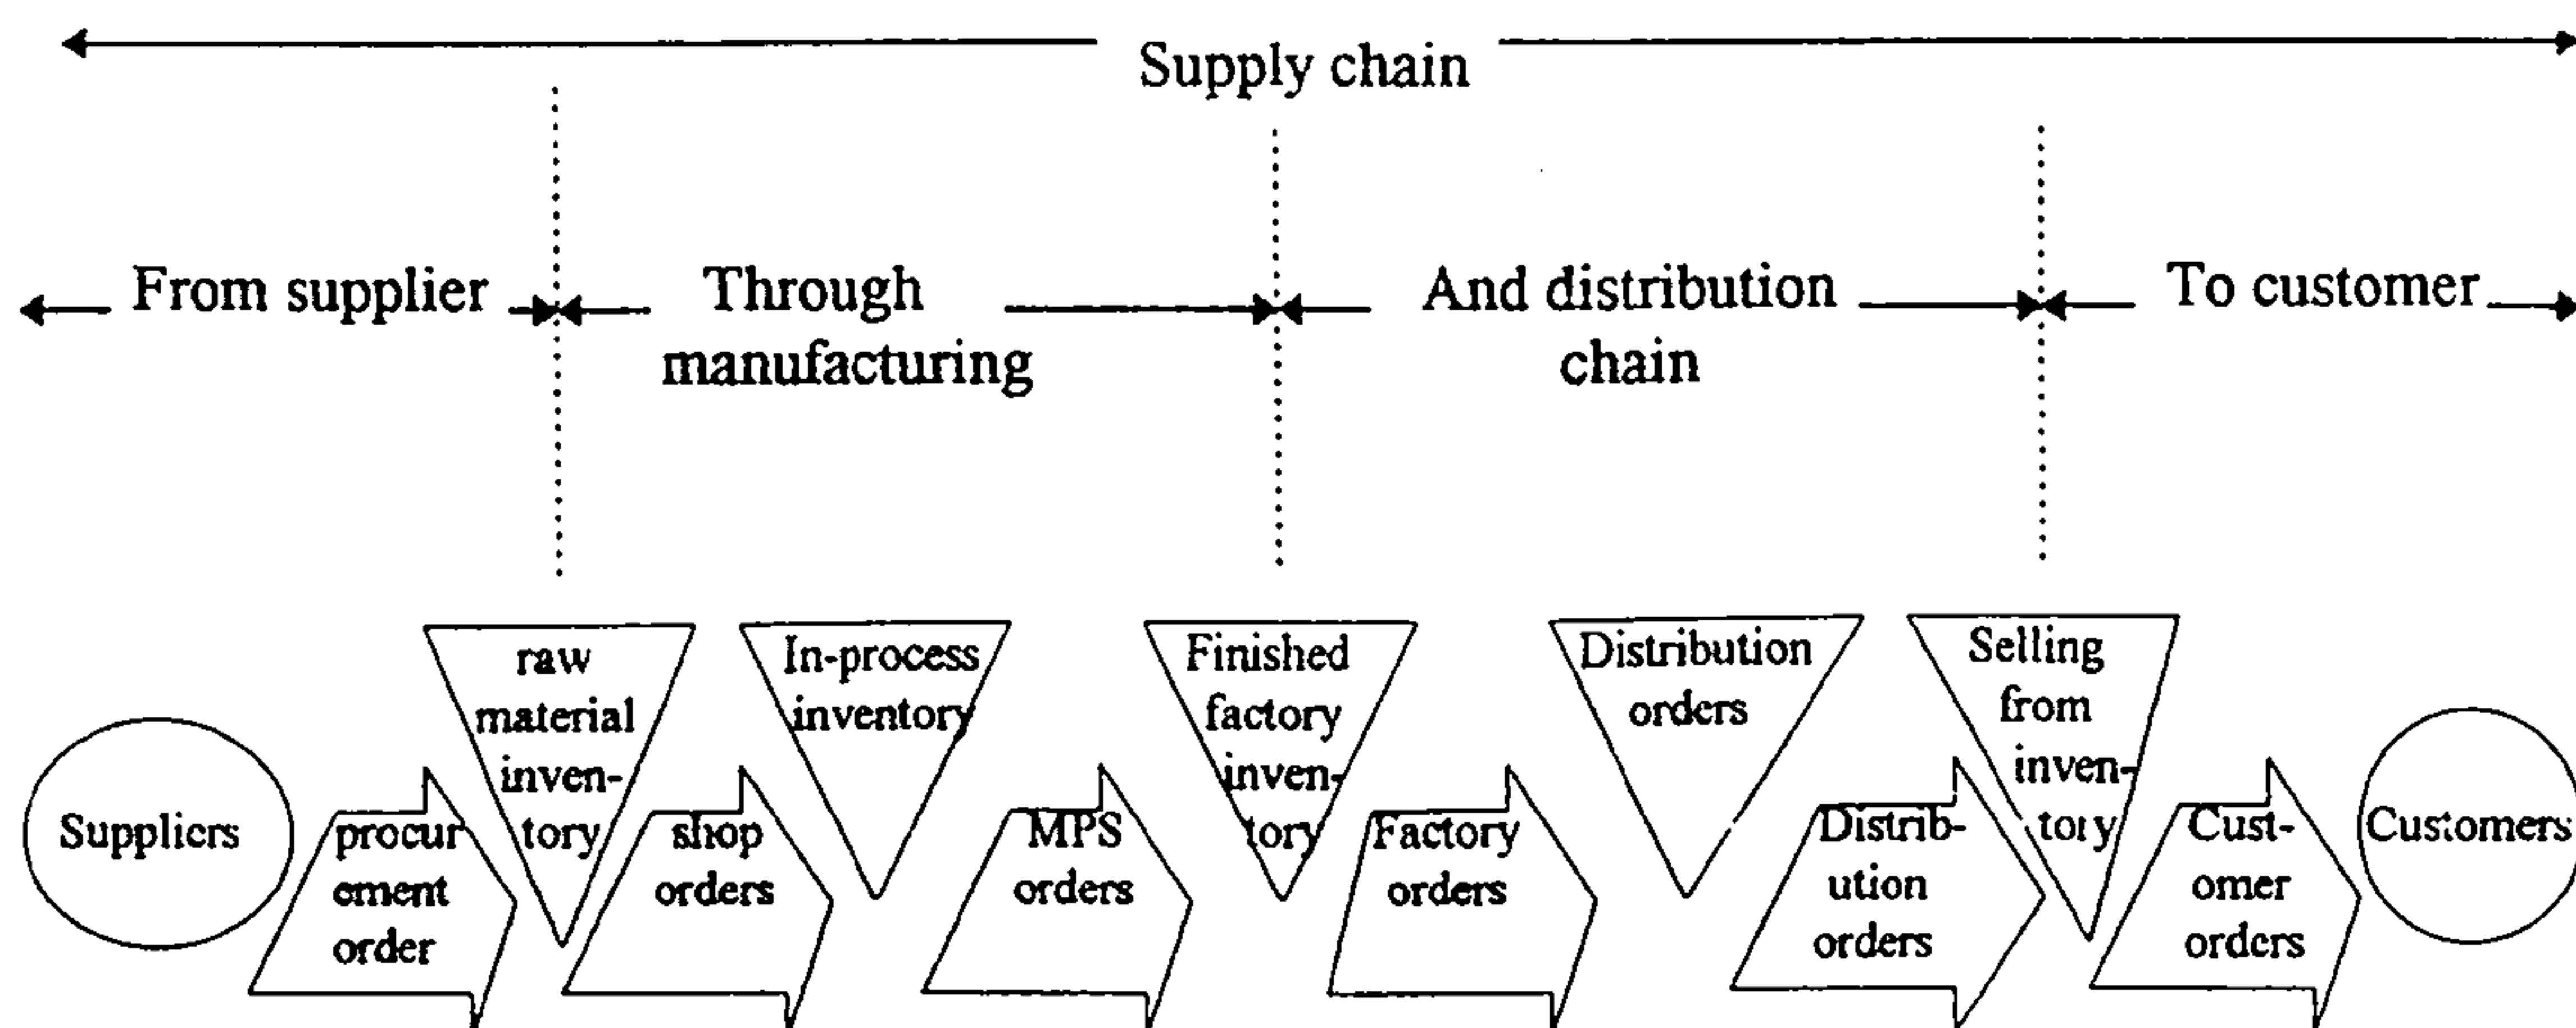 Supply chain
From supplier
Through
manufacturing
And distribution
chain
To customer
Suppliers
procur
ement
order
raw
material
inven-
tory
shop
orders
In-process
inventory
MPS
orders
Finished
factory
inven-
tory
Factory
orders
Distribution
orders
Distrib-
ution
orders
Selling
from
inven-
tory
Cust-
omer
orders
Customers